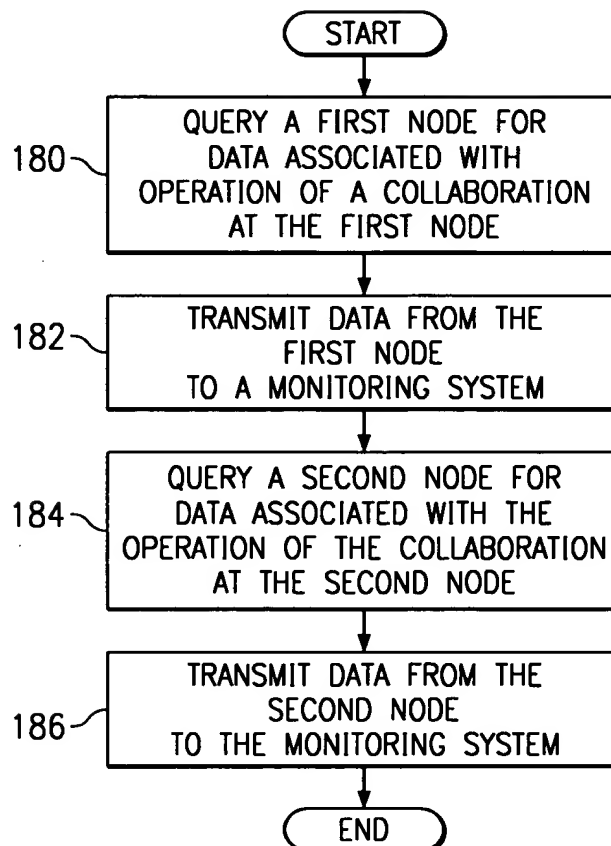 START
180
QUERY A FIRST NODE FOR
DATA ASSOCIATED WITH
OPERATION OF A COLLABORATION
AT THE FIRST NODE
182
TRANSMIT DATA FROM THE
FIRST NODE
TO A MONITORING SYSTEM
184
QUERY A SECOND NODE FOR
DATA ASSOCIATED WITH THE
OPERATION OF THE COLLABORATION
AT THE SECOND NODE
186
TRANSMIT DATA FROM THE
SECOND NODE
TO THE MONITORING SYSTEM
END